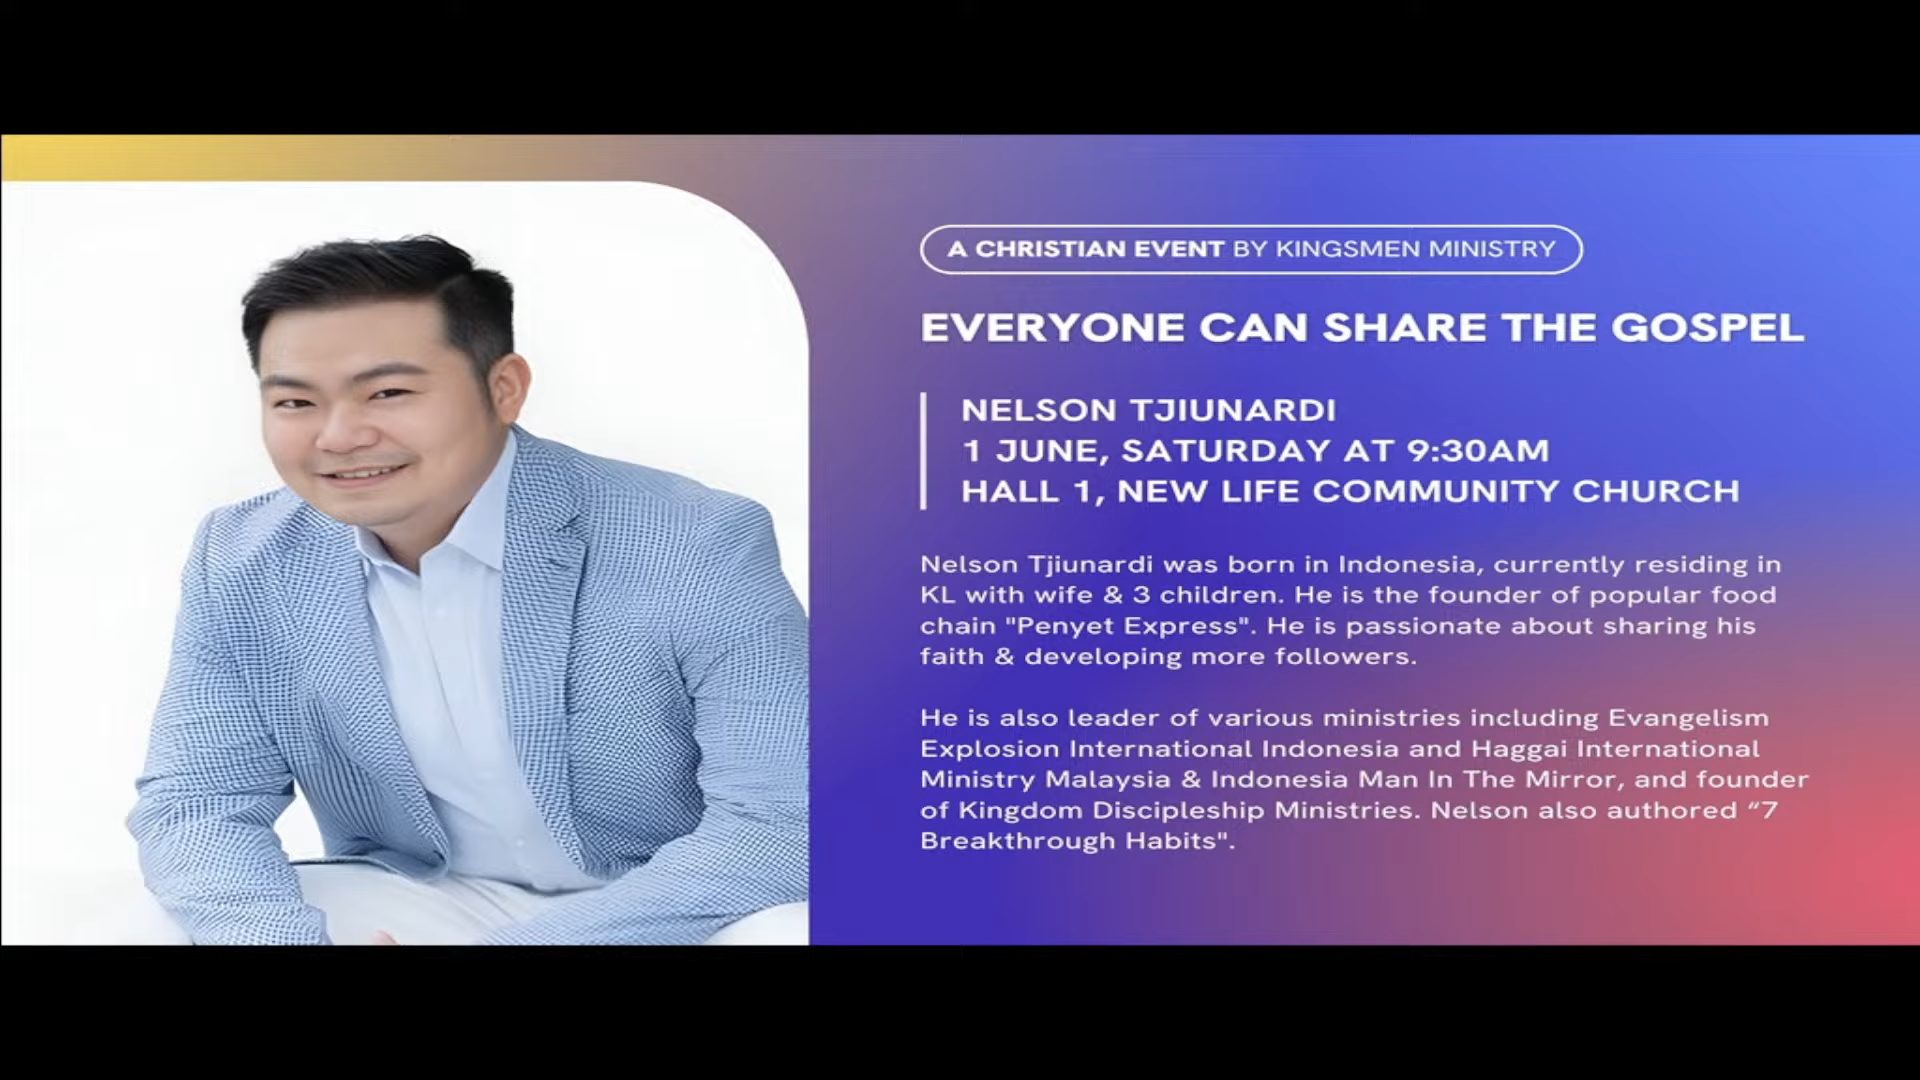 A CHRISTIAN EVENT BY KINGSMEN MINISTRY
EVERYONE CAN SHARE THE GOSPEL
NELSON TJIUNARDI
1 JUNE, SATURDAY AT 9:30AM
HALL 1, NEW LIFE COMMUNITY CHURCH
Nelson Tjiunardi was born in Indonesia, currently residing in
KL with wife & 3 children. He is the founder of popular food
chain "Penyet Express". He is passionate about sharing his
faith & developing more followers.
He is also leader of various ministries including Evangelism
Explosion International Indonesia and Haggai International
Ministry Malaysia & Indonesia Man In The Mirror, and founder
of Kingdom Discipleship Ministries. Nelson also authored “7
Breakthrough Habits".